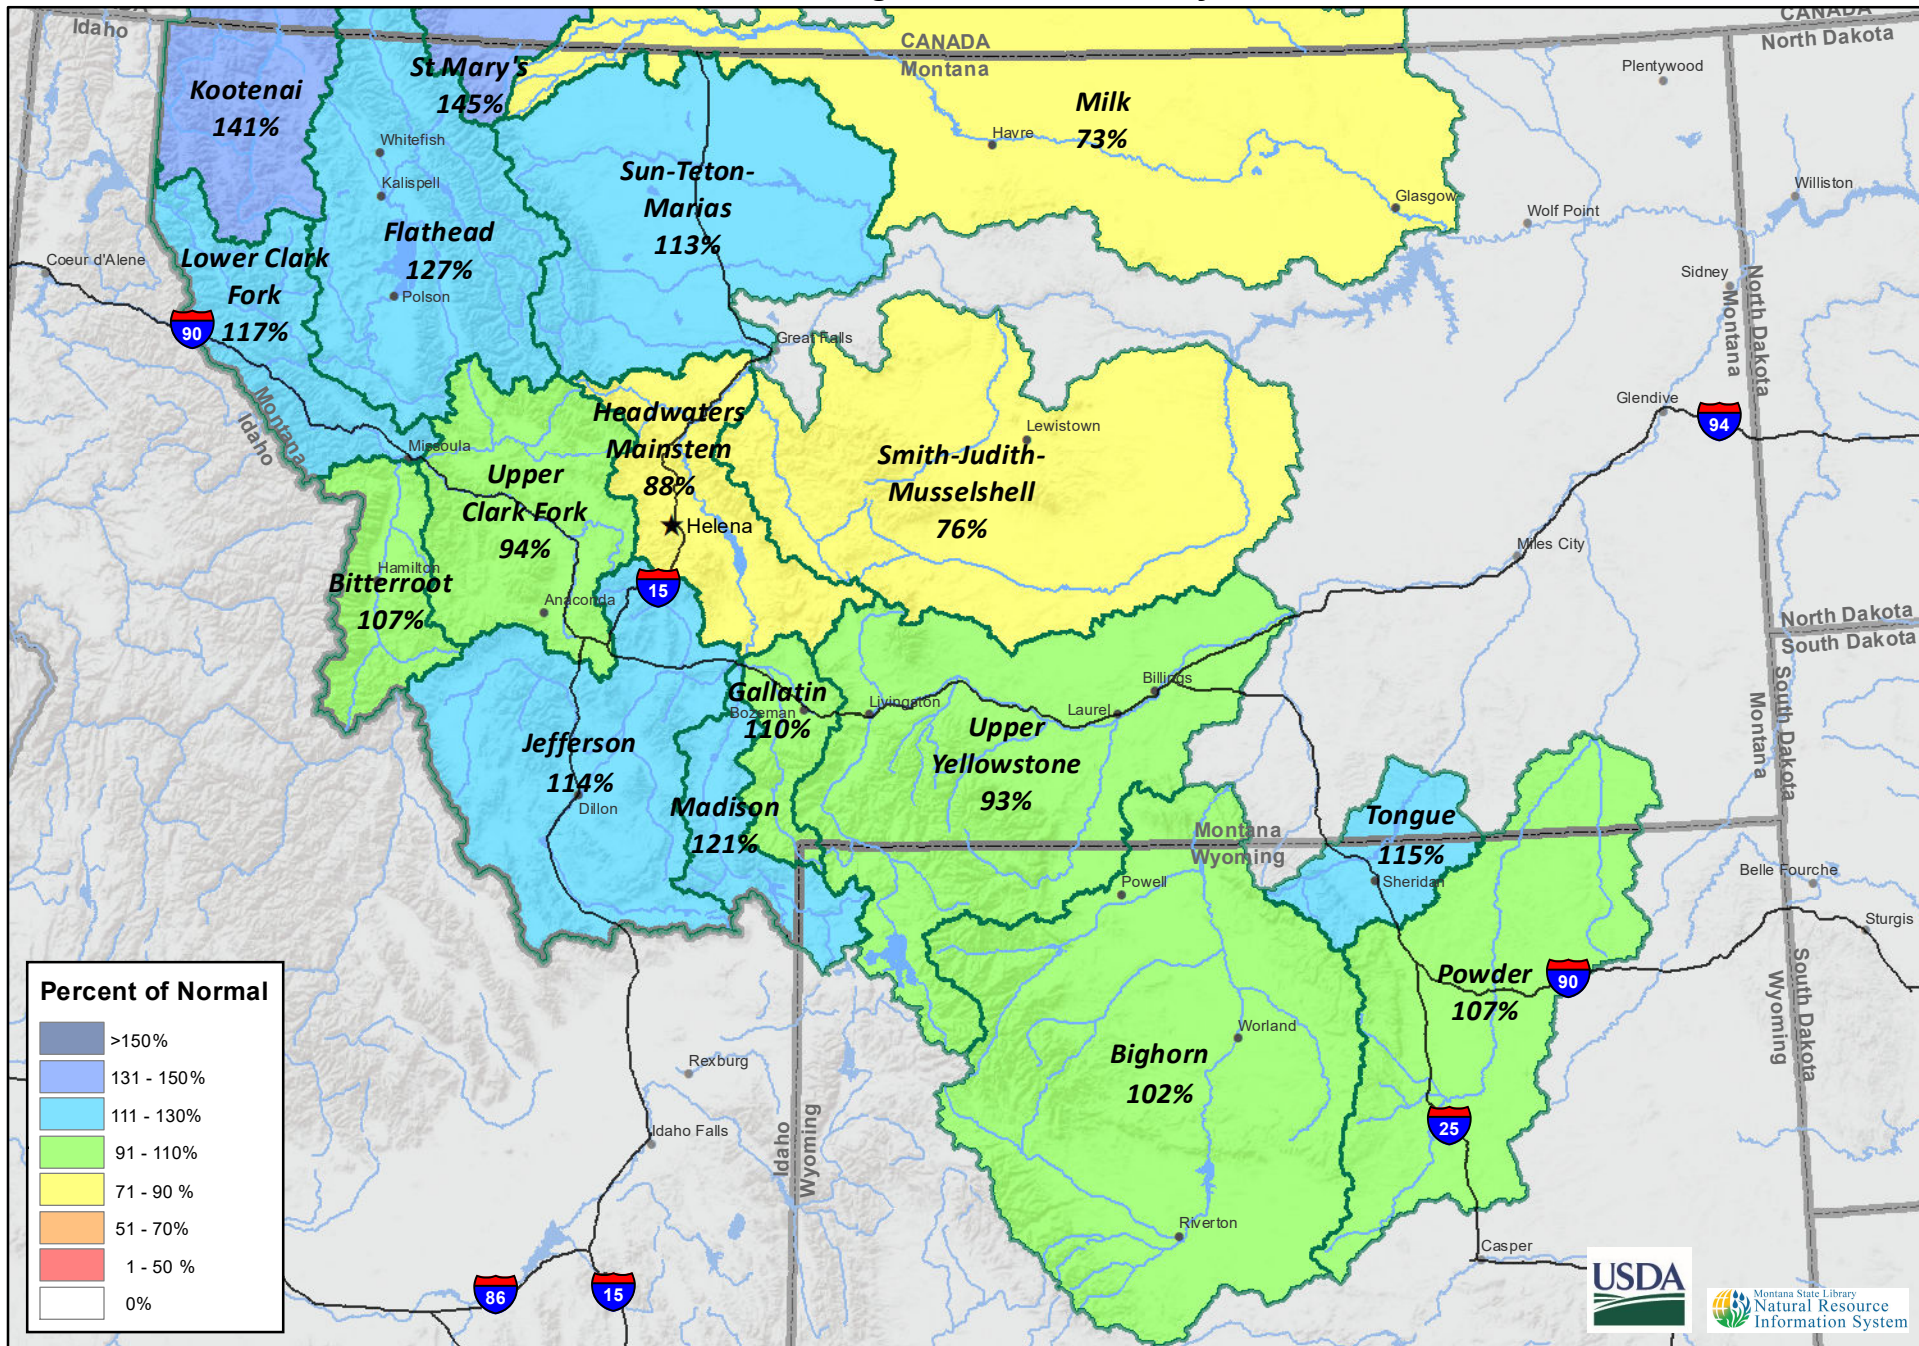 CANADA
Idaho
CANADA
Montana
CANADA
North Dakota
Plentywood
Kootenai
141%
St Mary's
145%
Milk
73%
Havre
Whitefish
Kalispell
Sun-Teton-
Marias
113%
Glasgow
Wolf Point
Williston
Flathead
127%
Polson
Lower Clark
Fork
117%
Coeur d'Alene
90
Sidney
North Dakota
Montana
Great Falls
Montana
Idaho
Headwaters
Mainstem
88%
Helena
Lewistown
Smith-Judith-
Musselshell
76%
Glendive
94
Missoula
Upper
Clark Fork
94%
Miles City
Hamilton
Bitterroot
107%
Anaconda
15
North Dakota
South Dakota
Gallatin
110%
Bozeman
Livingston
Laurel
Billings
South Dakota
Montana
Jefferson
114%
Dillon
Madison
121%
Upper
Yellowstone
93%
Montana
Wyoming
Tongue
115%
Sheridan
Powell
Belle Fourche
Sturgis
Powder
107%
90
South Dakota
Wyoming
Worland
Bighorn
102%
Rexburg
Idaho Falls
Idaho
Wyoming
25
Riverton
Casper
86
15
Percent of Normal
>150%
131 - 150%
111 - 130%
91 - 110%
71 - 90 %
51 - 70%
1 - 50 %
0%
USDA
Montana State Library
Natural Resource
Information System